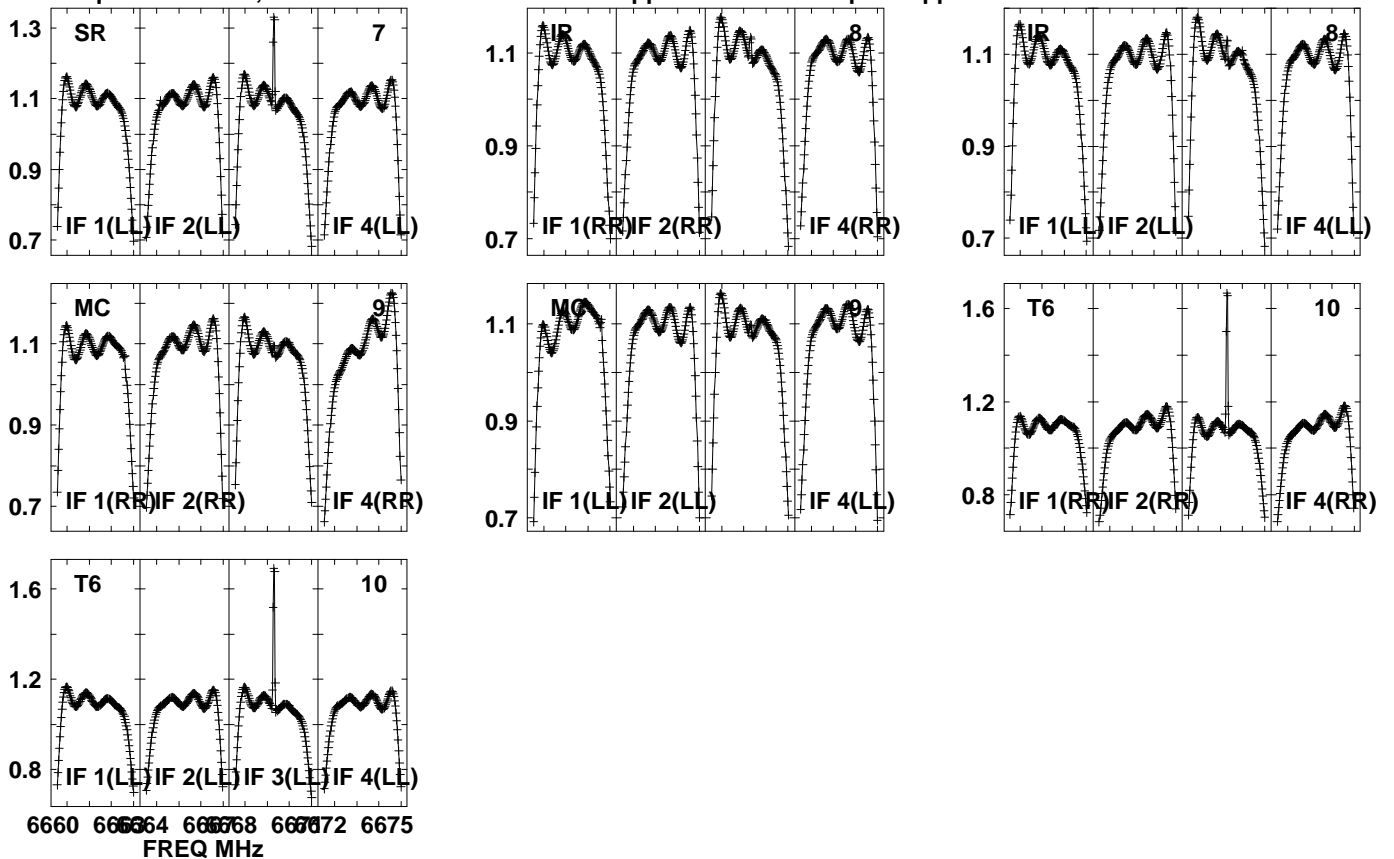 SR 7
1.3
1.1
0.9
0.7
IF 1(LL) IF 2(LL) IF 4(LL)
IR 8
1.1
0.9
0.7
IF 1(RR) IF 2(RR) IF 4(RR)
IR 8
1.1
0.9
0.7
IF 1(LL) IF 2(LL) IF 4(LL)
MC 9
1.1
0.9
0.7
IF 1(RR) IF 2(RR) IF 4(RR)
MC 9
1.1
0.9
0.7
IF 1(LL) IF 2(LL) IF 4(LL)
T6 10
1.6
1.2
0.8
IF 1(RR) IF 2(RR) IF 4(RR)
T6 10
1.6
1.2
0.8
IF 1(LL) IF 2(LL) IF 3(LL) IF 4(LL)
6660 6663 6664 6667 6668 6671 6672 6675
FREQ MHz